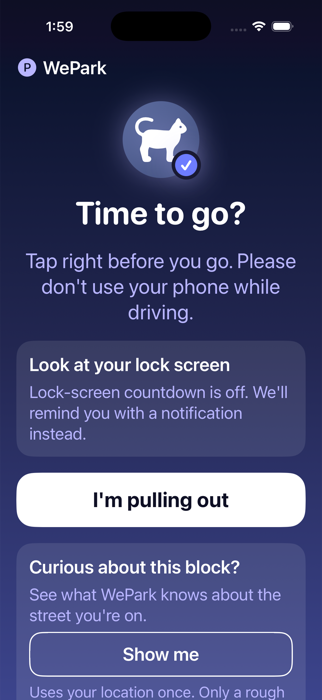 1:59
P WePark
Time to go?
Tap right before you go. Please
don't use your phone while
driving.
Look at your lock screen
Lock-screen countdown is off. We'll
remind you with a notification
instead.
I'm pulling out
Curious about this block?
See what WePark knows about the
street you're on.
Show me
Uses your location once. Only a rough